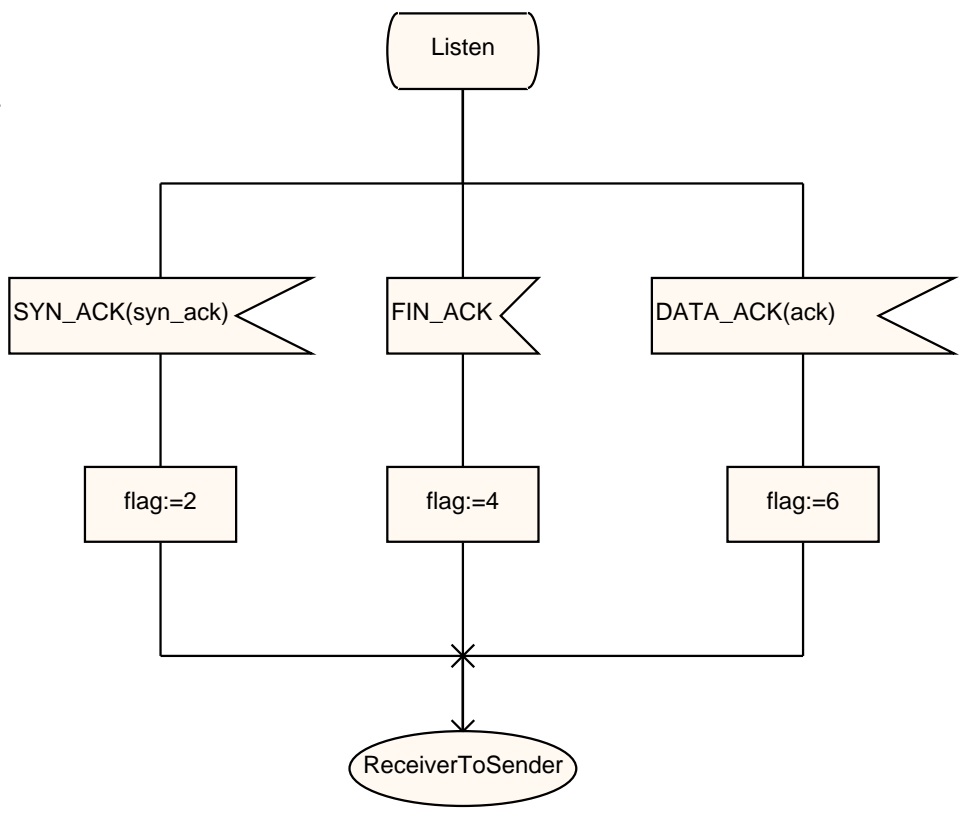 Listen
SYN_ACK(syn_ack)
FIN_ACK
DATA_ACK(ack)
flag:=2
flag:=4
flag:=6
ReceiverToSender